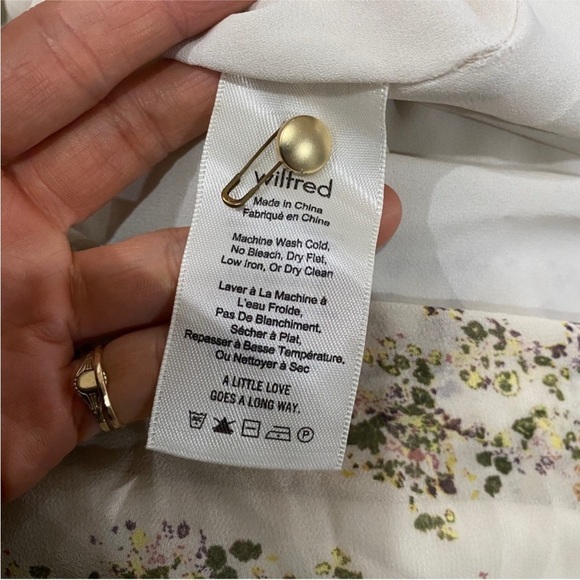 wilfred
Made in China
Fabriqué en Chine
Machine Wash Cold,
No Bleach, Dry Flat,
Low Iron, Or Dry Clean
Laver à La Machine à
L'eau Froide,
Pas De Blanchiment,
Sécher à Plat,
Repasser à Basse Température.
Ou Nettoyer à Sec
A LITTLE LOVE
GOES A LONG WAY.
P